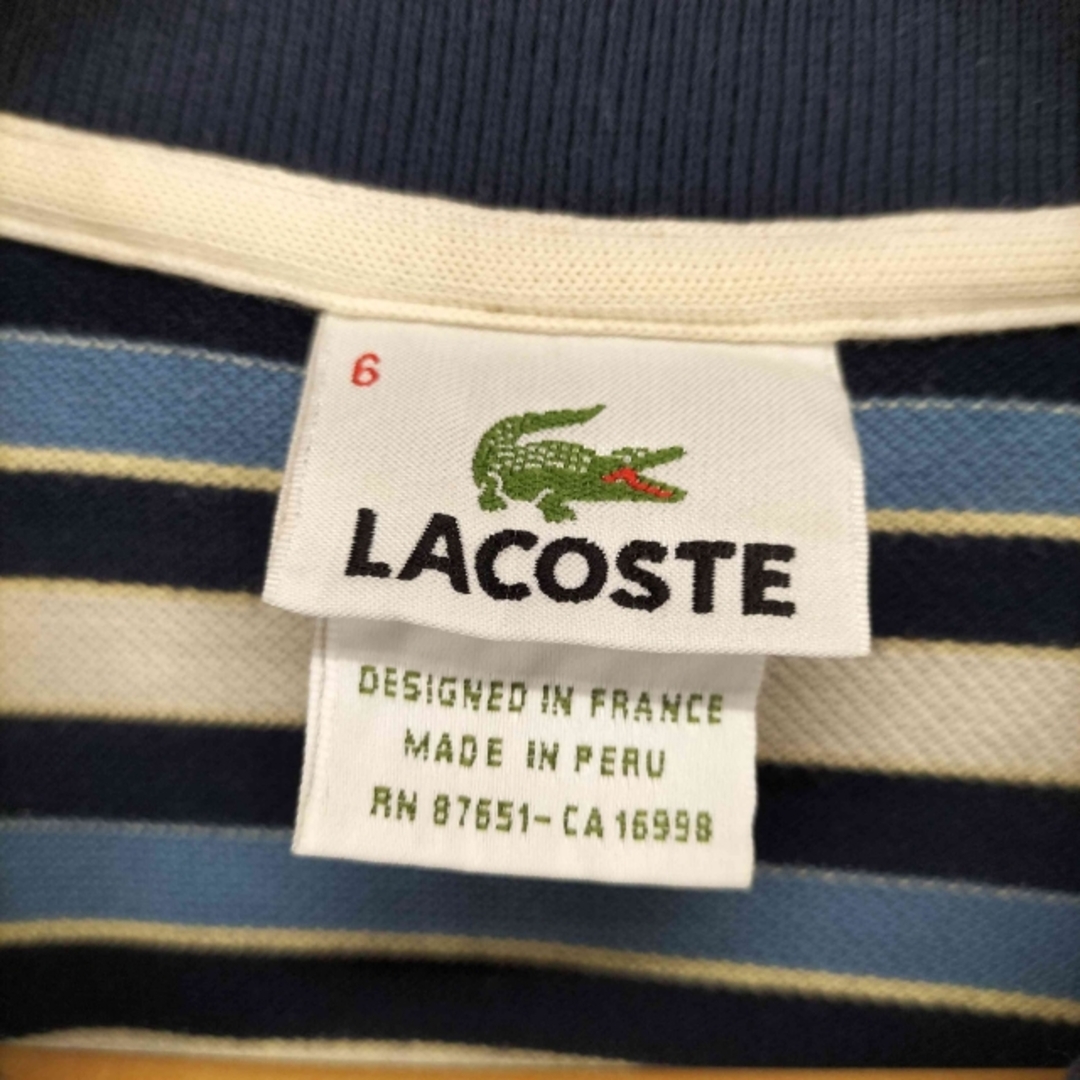 6
LACOSTE
DESIGNED IN FRANCE
MADE IN PERU
RN 87651-CA 16998